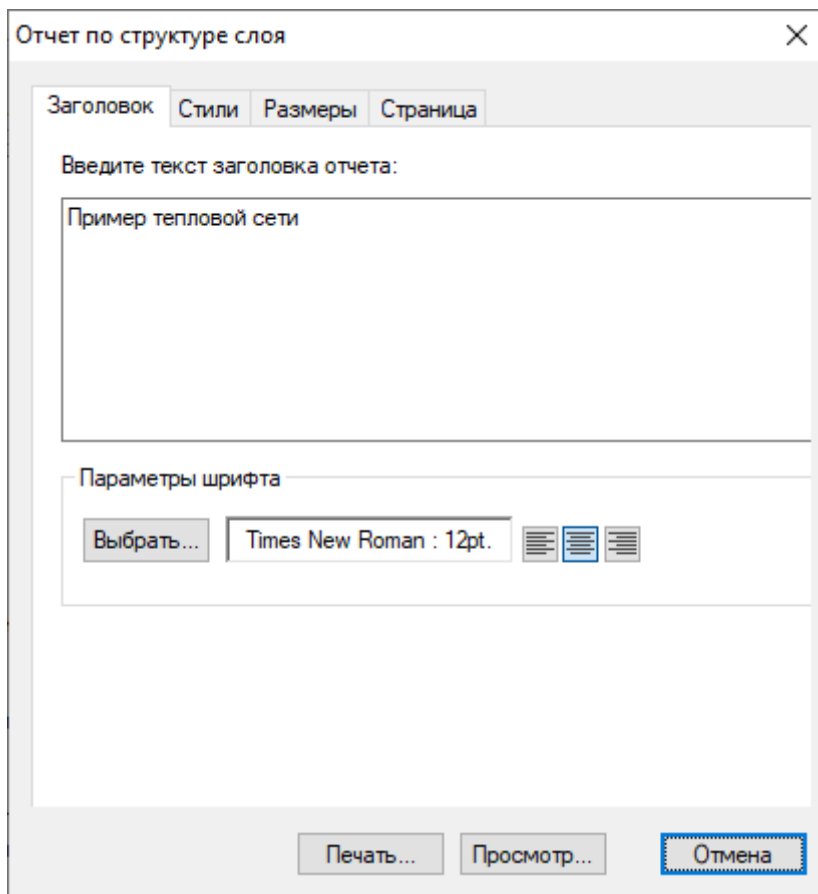 Отчет по структуре слоя
Заголовок Стили Размеры Страница
Введите текст заголовка отчета:
Пример тепловой сети
Параметры шрифта
Выбрать... Times New Roman : 12pt.
Печать... Просмотр... Отмена